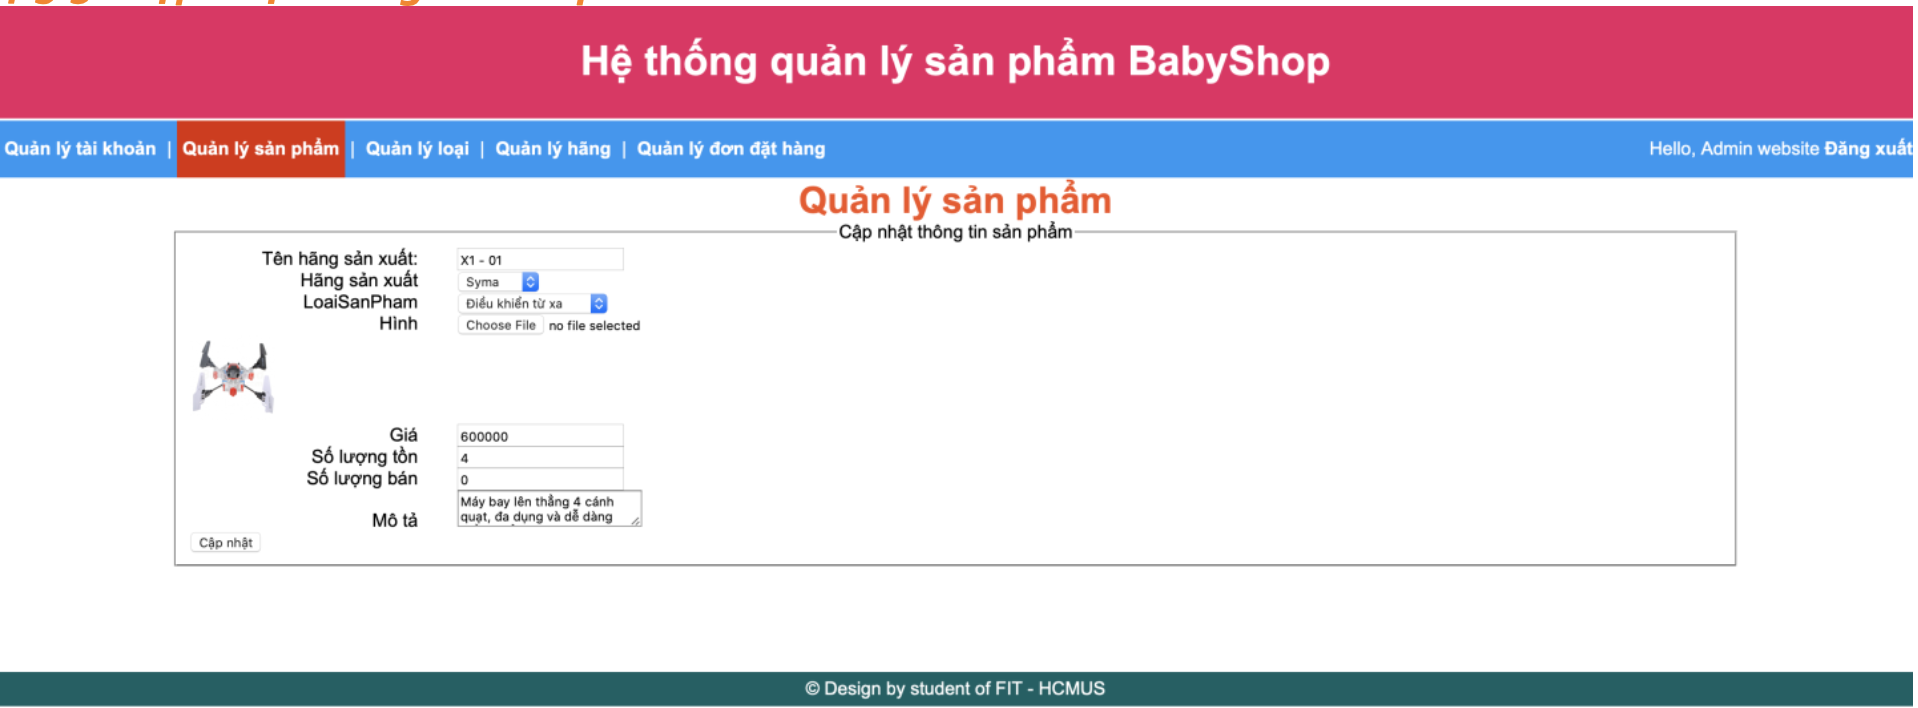 Hệ thống quản lý sản phẩm BabyShop
Quản lý tài khoản | Quản lý sản phẩm | Quản lý loại | Quản lý hãng | Quản lý đơn đặt hàng Hello, Admin website Đăng xuất
Quản lý sản phẩm
Cập nhật thông tin sản phẩm
Tên hãng sản xuất: X1 - 01
Hãng sản xuất Syma
LoaiSanPham Điều khiển từ xa
Hình Choose File no file selected
Giá 600000
Số lượng tồn 4
Số lượng bán 0
Mô tả Máy bay lên thẳng 4 cánh
quạt, đa dụng và dễ dàng
Cập nhật
© Design by student of FIT - HCMUS